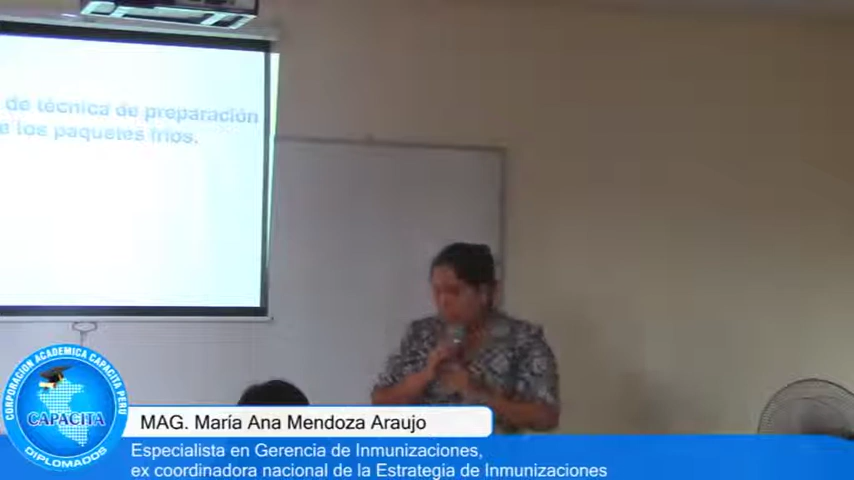 de técnica de preparación
los paquetes fríos.
CORPORACIÓN ACADEMICA CAPACITA PERU
CAPACITA
DIPLOMADOS
MAG. María Ana Mendoza Araujo
Especialista en Gerencia de Inmunizaciones,
ex coordinadora nacional de la Estrategia de Inmunizaciones